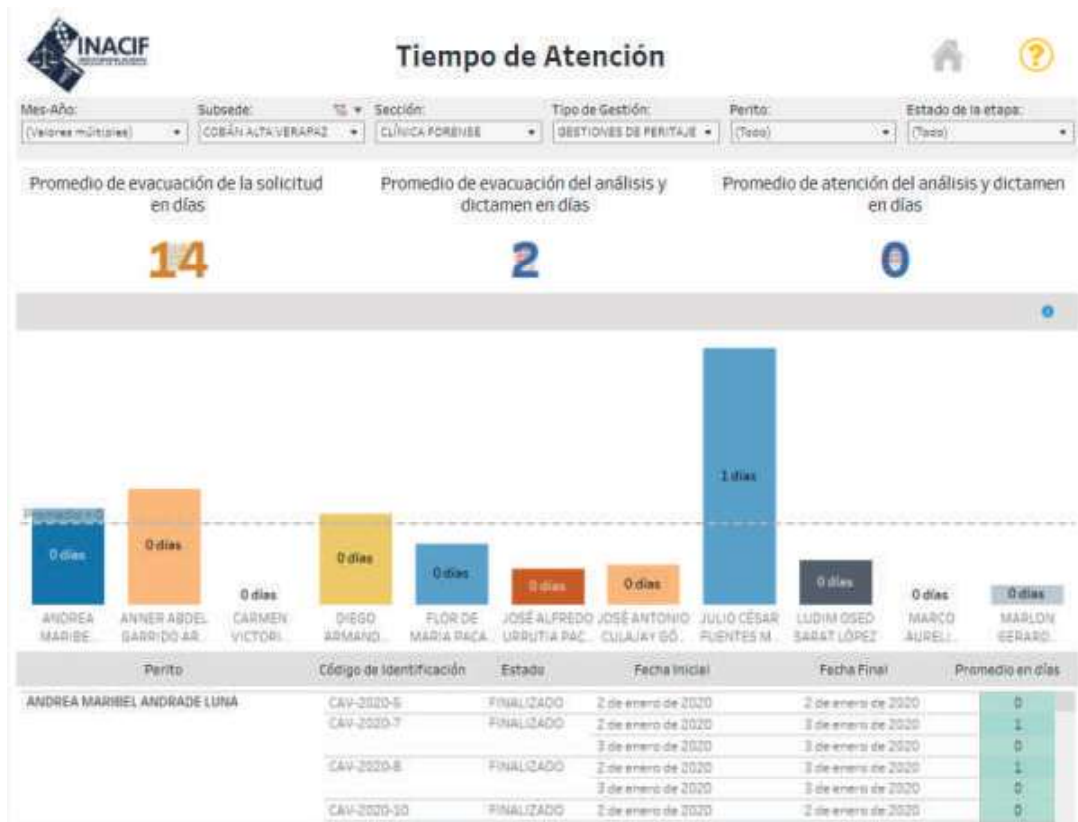 INACIF
Tiempo de Atención
?
Mes-Año: Subsede: Sección: Tipo de Gestión: Perito: Estado de la etapa:
(Valores múltiples) COBÁN ALTA VERAPAZ CLÍNICA FORENSE GESTIONES DE PERITAJE (Todo) (Todo)
Promedio de evacuación de la solicitud
en días
14
Promedio de evacuación del análisis y
dictamen en días
2
Promedio de atención del análisis y dictamen
en días
0
1 días
Promedio = 0
0 días 0 días 0 días 0 días 0 días 0 días 0 días 0 días 0 días 0 días
ANDREA ANNER ABDEL CARMEN DIEGO FLOR DE JOSÉ ALFREDO JOSÉ ANTONIO JULIO CÉSAR LUDIM OSED MARCO MARLON
MARIBE... GARRIDO AR... VICTORI... ARMAND... MARIA PACA... URRUTIA PAC... CULAJAY GÓ... FUENTES M... SARAT LÓPEZ AURELI... GERARD...
Perito Código de Identificación Estado Fecha Inicial Fecha Final Promedio en días
ANDREA MARIBEL ANDRADE LUNA CAV-2020-5 FINALIZADO 2 de enero de 2020 2 de enero de 2020 0
CAV-2020-7 FINALIZADO 2 de enero de 2020 3 de enero de 2020 1
3 de enero de 2020 3 de enero de 2020 0
CAV-2020-8 FINALIZADO 2 de enero de 2020 3 de enero de 2020 1
3 de enero de 2020 3 de enero de 2020 0
CAV-2020-10 FINALIZADO 2 de enero de 2020 2 de enero de 2020 0